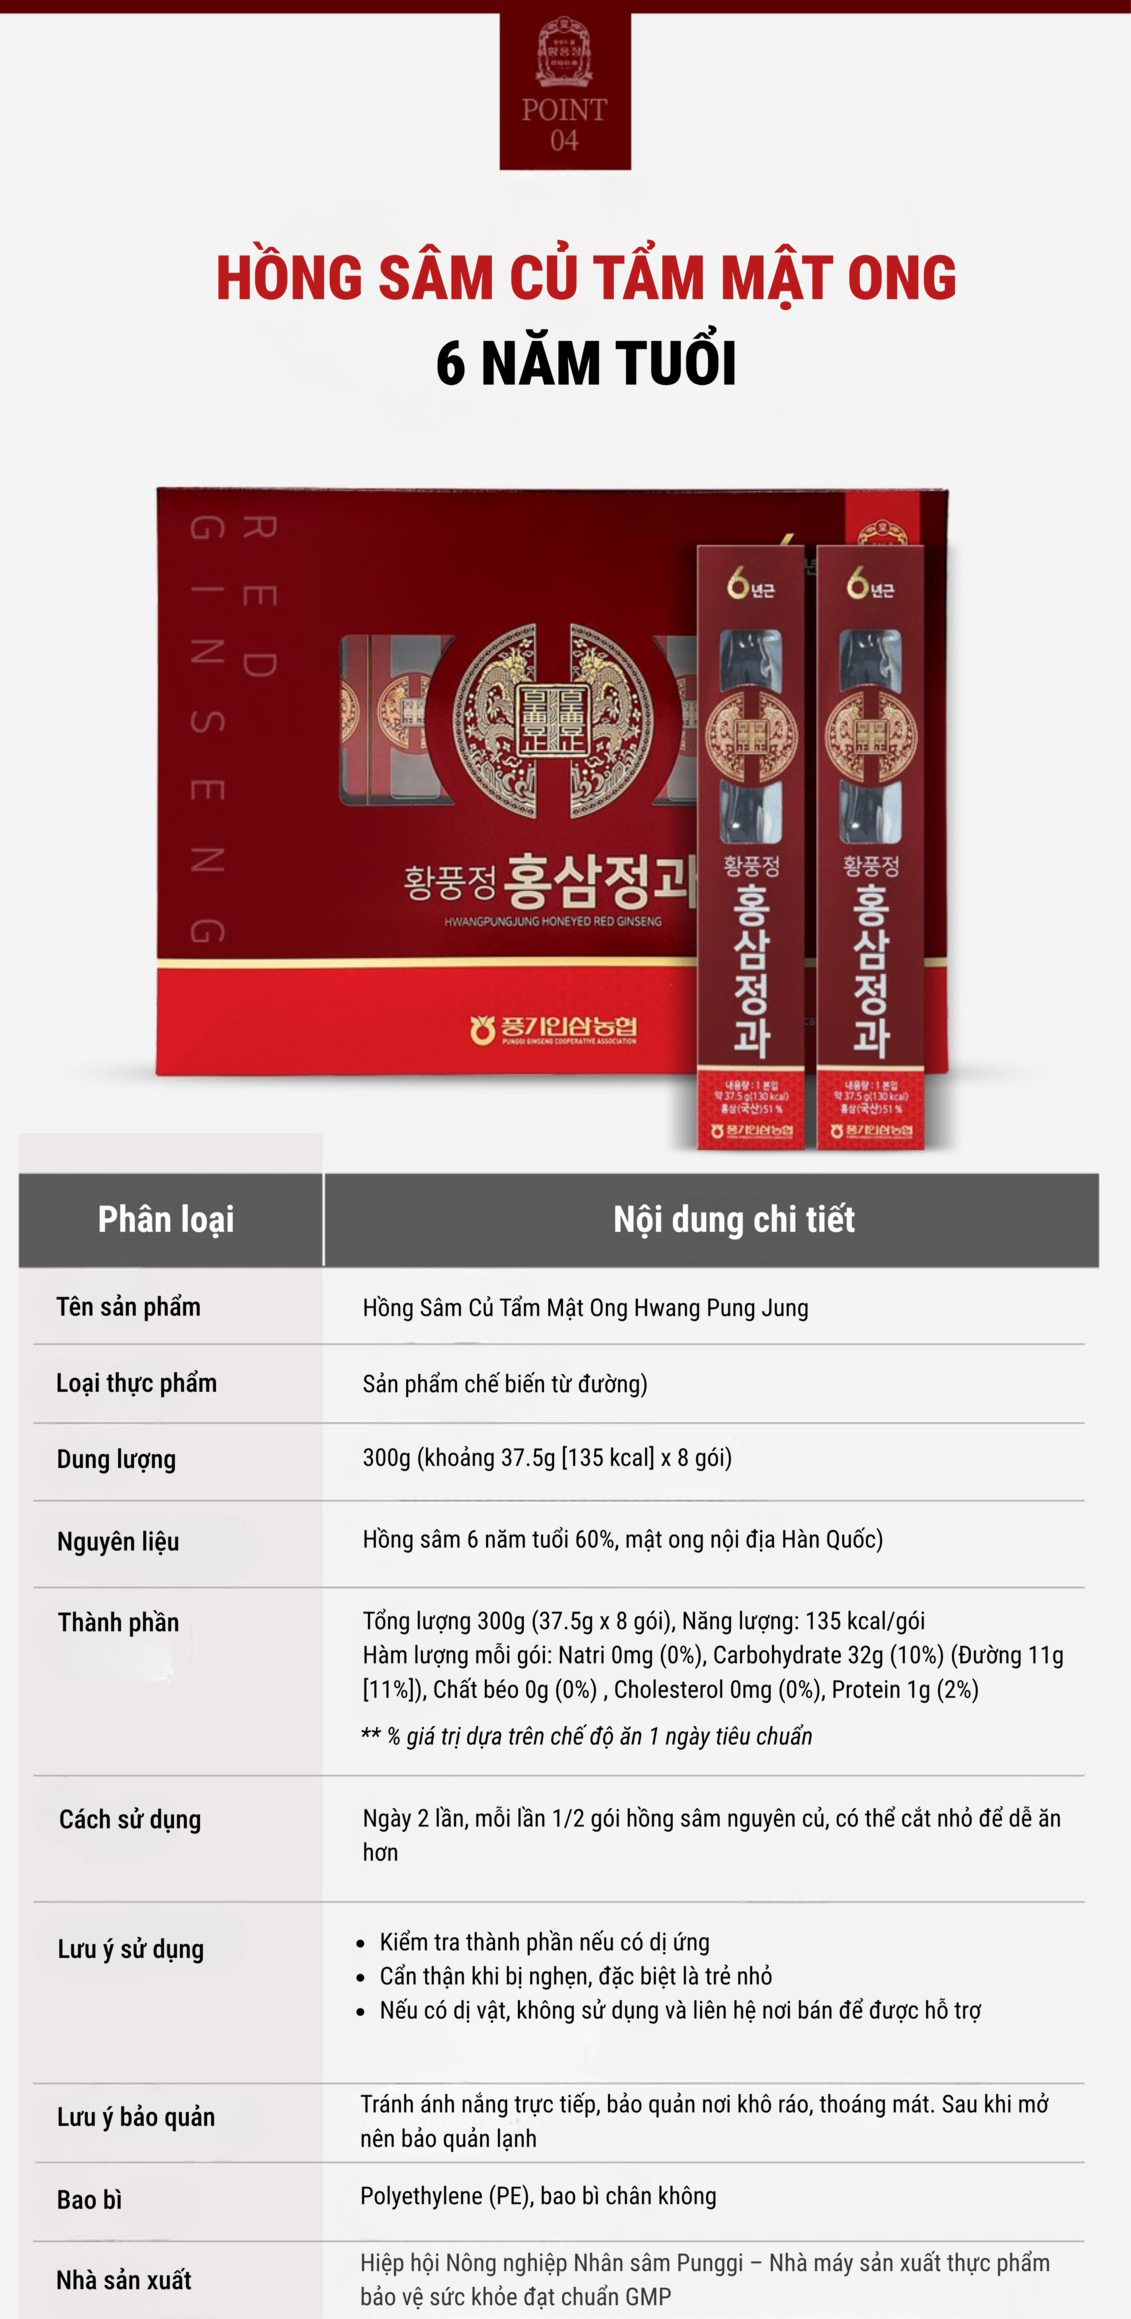 황풍정
POINT
04
HỒNG SÂM CỦ TẨM MẬT ONG
6 NĂM TUỔI
RED
GINSENG
6년근
6년근
황풍정 홍삼정과
HWANGPUNGJUNG HONEYED RED GINSENG
풍기인삼농협
PUNGGI GINSENG COOPERATIVE ASSOCIATION
황풍정
홍삼정과
내용량 : 1 본입
약 37.5 g(130 kcal)
홍삼(국산)51 %
풍기인삼농협
황풍정
홍삼정과
내용량 : 1 본입
약 37.5 g(130 kcal)
홍삼(국산)51 %
풍기인삼농협
Phân loại
Nội dung chi tiết
Tên sản phẩm
Hồng Sâm Củ Tẩm Mật Ong Hwang Pung Jung
Loại thực phẩm
Sản phẩm chế biến từ đường)
Dung lượng
300g (khoảng 37.5g [135 kcal] x 8 gói)
Nguyên liệu
Hồng sâm 6 năm tuổi 60%, mật ong nội địa Hàn Quốc)
Thành phần
Tổng lượng 300g (37.5g x 8 gói), Năng lượng: 135 kcal/gói
Hàm lượng mỗi gói: Natri 0mg (0%), Carbohydrate 32g (10%) (Đường 11g
[11%]), Chất béo 0g (0%) , Cholesterol 0mg (0%), Protein 1g (2%)
** % giá trị dựa trên chế độ ăn 1 ngày tiêu chuẩn
Cách sử dụng
Ngày 2 lần, mỗi lần 1/2 gói hồng sâm nguyên củ, có thể cắt nhỏ để dễ ăn
hơn
Lưu ý sử dụng
• Kiểm tra thành phần nếu có dị ứng
• Cẩn thận khi bị nghẹn, đặc biệt là trẻ nhỏ
• Nếu có dị vật, không sử dụng và liên hệ nơi bán để được hỗ trợ
Lưu ý bảo quản
Tránh ánh nắng trực tiếp, bảo quản nơi khô ráo, thoáng mát. Sau khi mở
nên bảo quản lạnh
Bao bì
Polyethylene (PE), bao bì chân không
Nhà sản xuất
Hiệp hội Nông nghiệp Nhân sâm Punggi – Nhà máy sản xuất thực phẩm
bảo vệ sức khỏe đạt chuẩn GMP